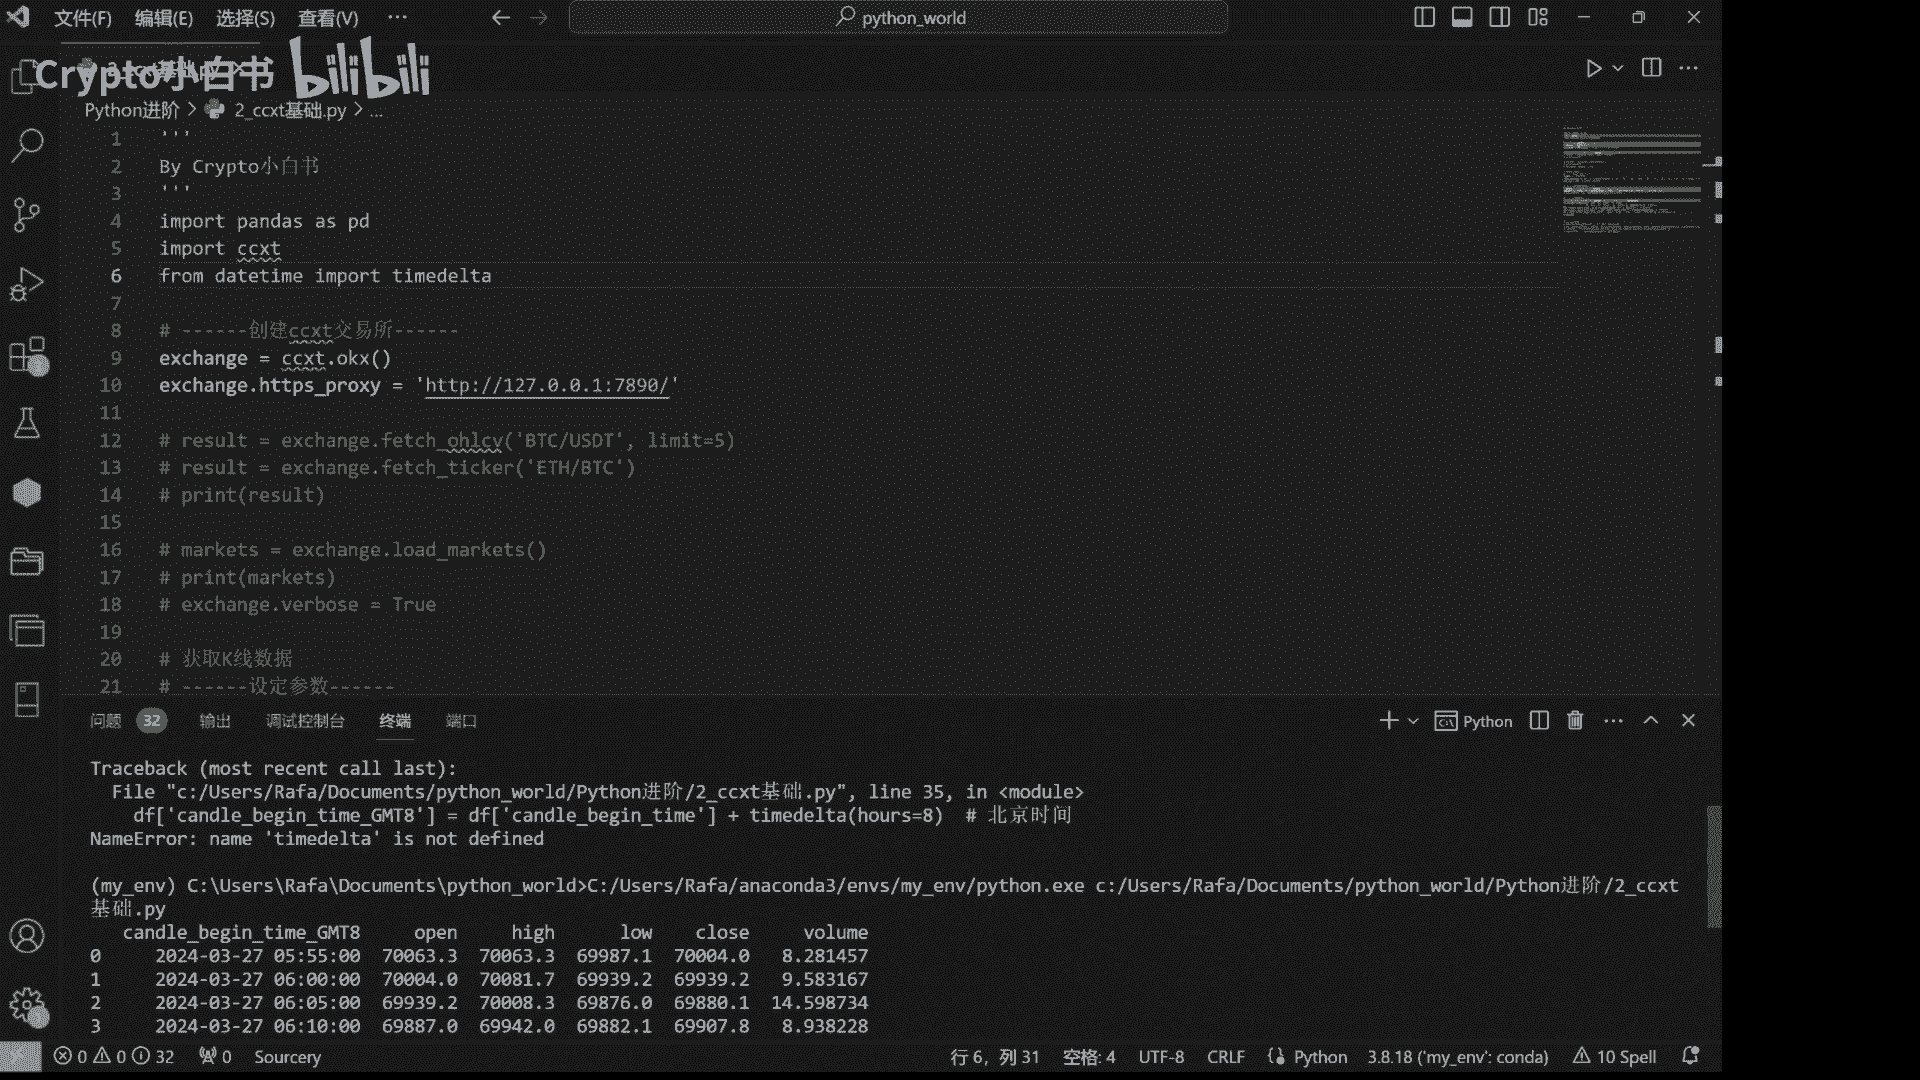 文件(F) 编辑(E) 选择(S) 查看(V) ··· python_world
Crypto小白书 bilibili
Python进阶 > 2_ccxt基础.py > ...
1 '''
2 By Crypto小白书
3 '''
4 import pandas as pd
5 import ccxt
6 from datetime import timedelta
7
8 # ------创建ccxt交易所------
9 exchange = ccxt.okx()
10 exchange.https_proxy = 'http://127.0.0.1:7890/'
11
12 # result = exchange.fetch_ohlcv('BTC/USDT', limit=5)
13 # result = exchange.fetch_ticker('ETH/BTC')
14 # print(result)
15
16 # markets = exchange.load_markets()
17 # print(markets)
18 # exchange.verbose = True
19
20 # 获取K线数据
21 # ------设定参数------
问题 32 输出 调试控制台 终端 端口 Python
Traceback (most recent call last):
File "c:/Users/Rafa/Documents/python_world/Python进阶/2_ccxt基础.py", line 35, in <module>
df['candle_begin_time_GMT8'] = df['candle_begin_time'] + timedelta(hours=8)  # 北京时间
NameError: name 'timedelta' is not defined
(my_env) C:\Users\Rafa\Documents\python_world>C:/Users/Rafa/anaconda3/envs/my_env/python.exe c:/Users/Rafa/Documents/python_world/Python进阶/2_ccxt
基础.py
candle_begin_time_GMT8 open high low close volume
0 2024-03-27 05:55:00 70063.3 70063.3 69987.1 70004.0 8.281457
1 2024-03-27 06:00:00 70004.0 70081.7 69939.2 69939.2 9.583167
2 2024-03-27 06:05:00 69939.2 70008.3 69876.0 69880.1 14.598734
3 2024-03-27 06:10:00 69887.0 69942.0 69882.1 69907.8 8.938228
0 0 32 0 Sourcery 行 6，列 31 空格: 4 UTF-8 CRLF Python 3.8.18 ('my_env': conda) 10 Spell